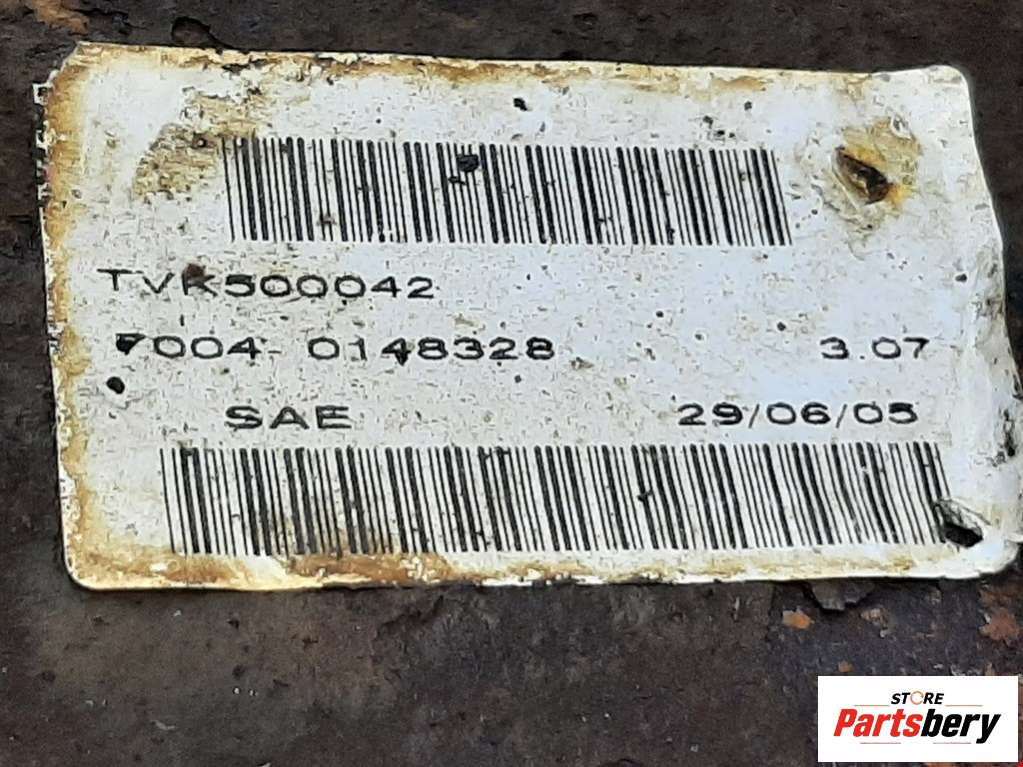 TVK500042
7004-0148328 3.07
SAE 29/06/05
STORE
Partsbery